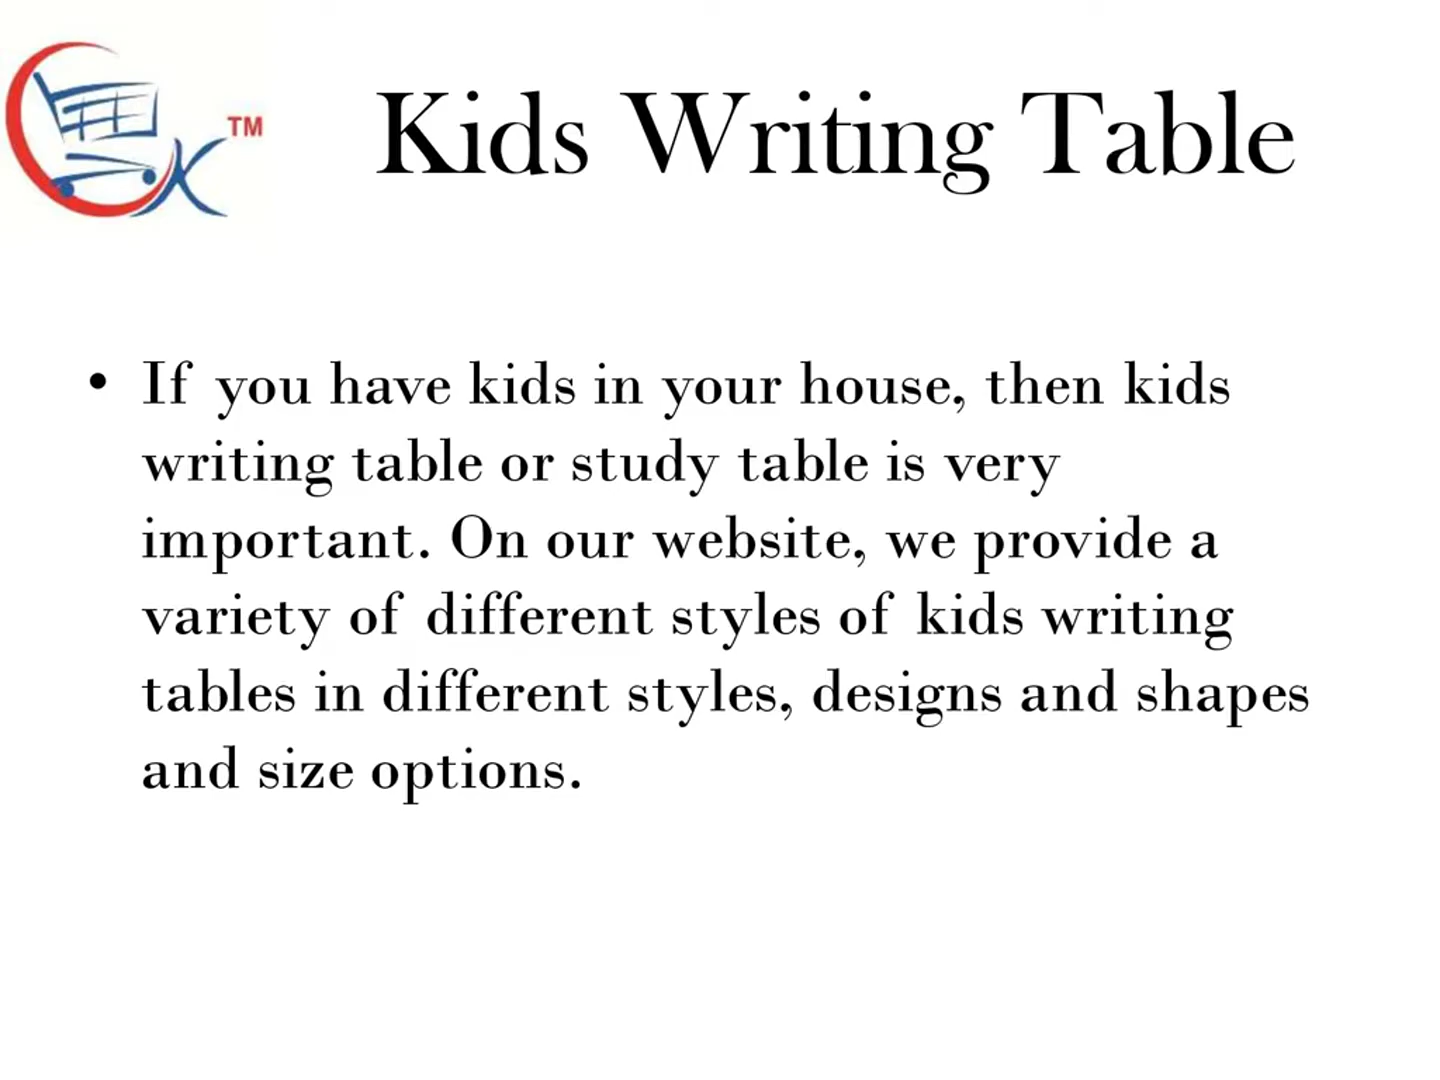 TM
Kids Writing Table
• If you have kids in your house, then kids
writing table or study table is very
important. On our website, we provide a
variety of different styles of kids writing
tables in different styles, designs and shapes
and size options.